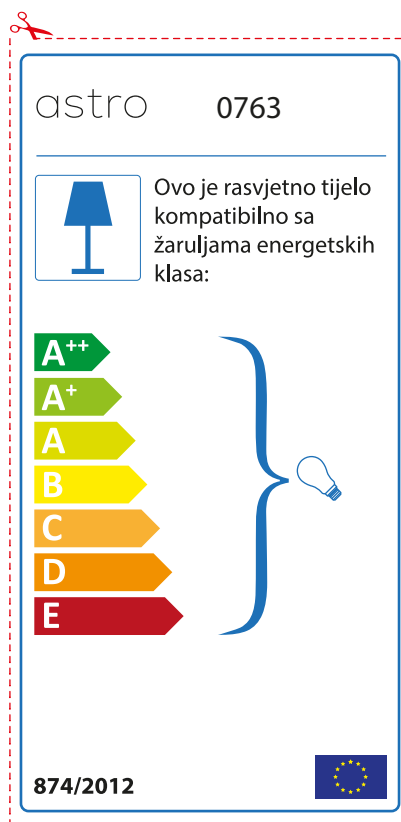 astro 0763
Ovo je rasvjetno tijelo
kompatibilno sa
žaruljama energetskih
klasa:
A++
A+
A
B
C
D
E
874/2012